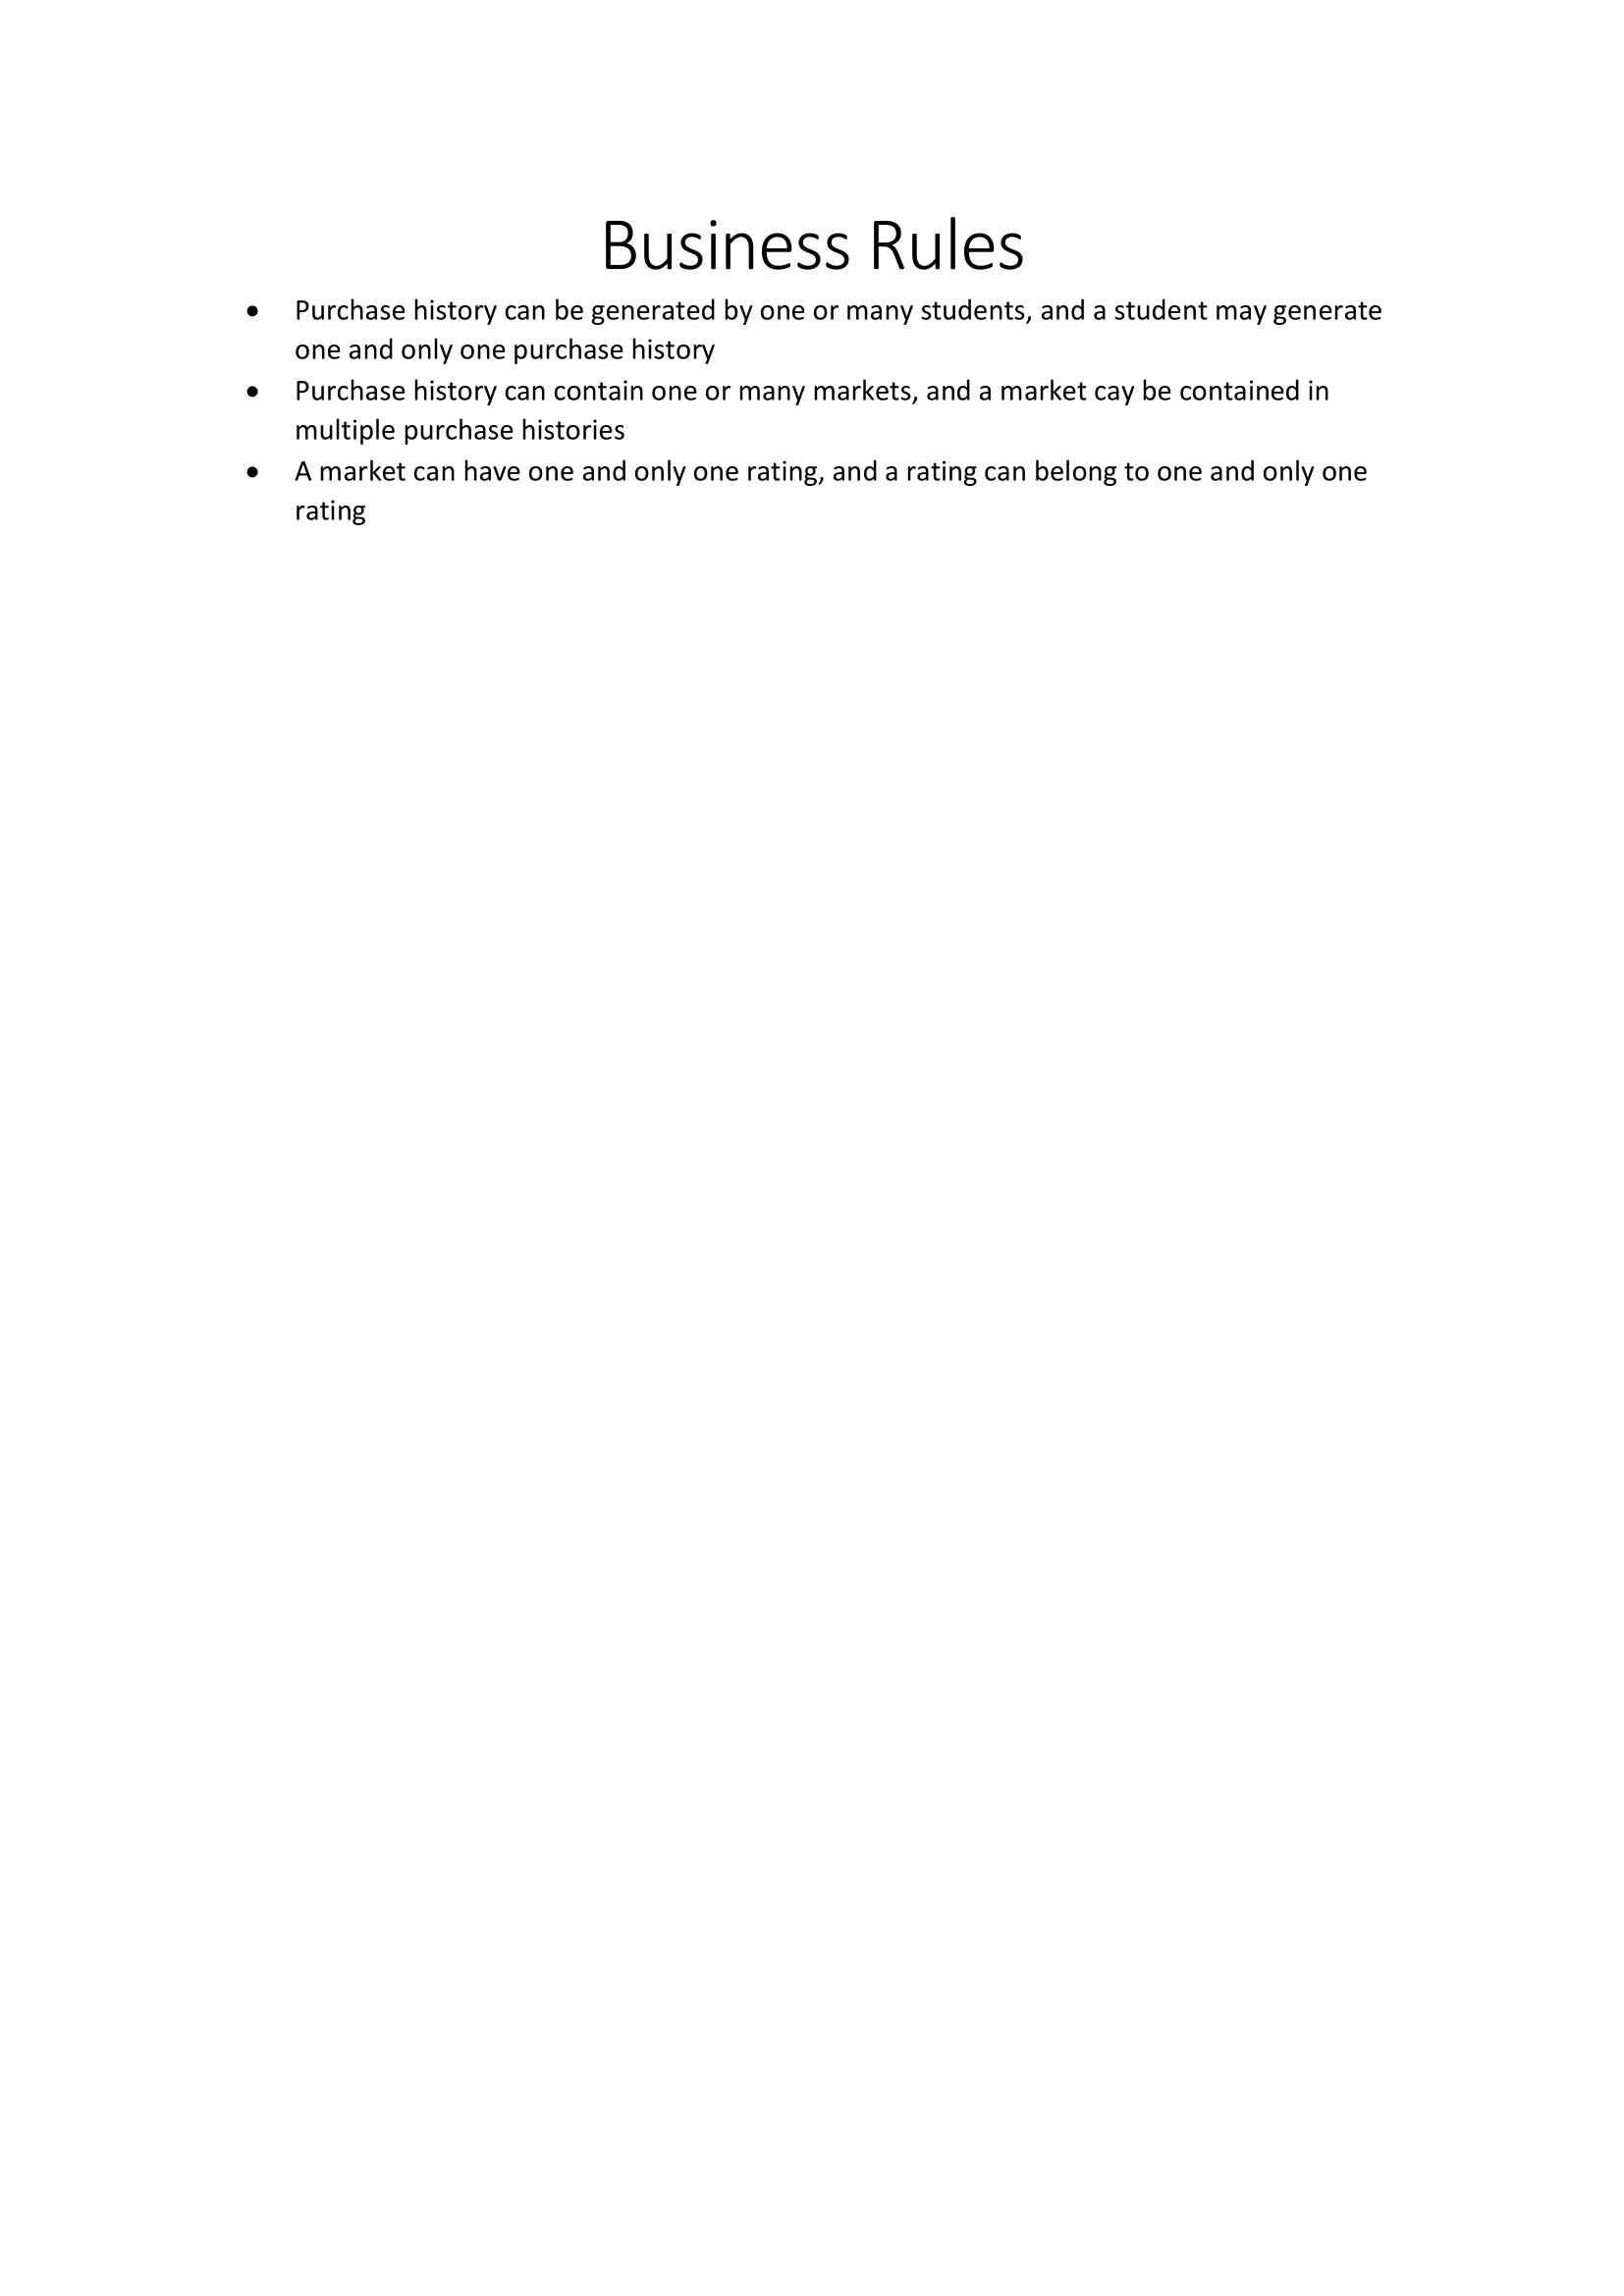 Business Rules
• Purchase history can be generated by one or many students, and a student may generate
one and only one purchase history
• Purchase history can contain one or many markets, and a market cay be contained in
multiple purchase histories
• A market can have one and only one rating, and a rating can belong to one and only one
rating